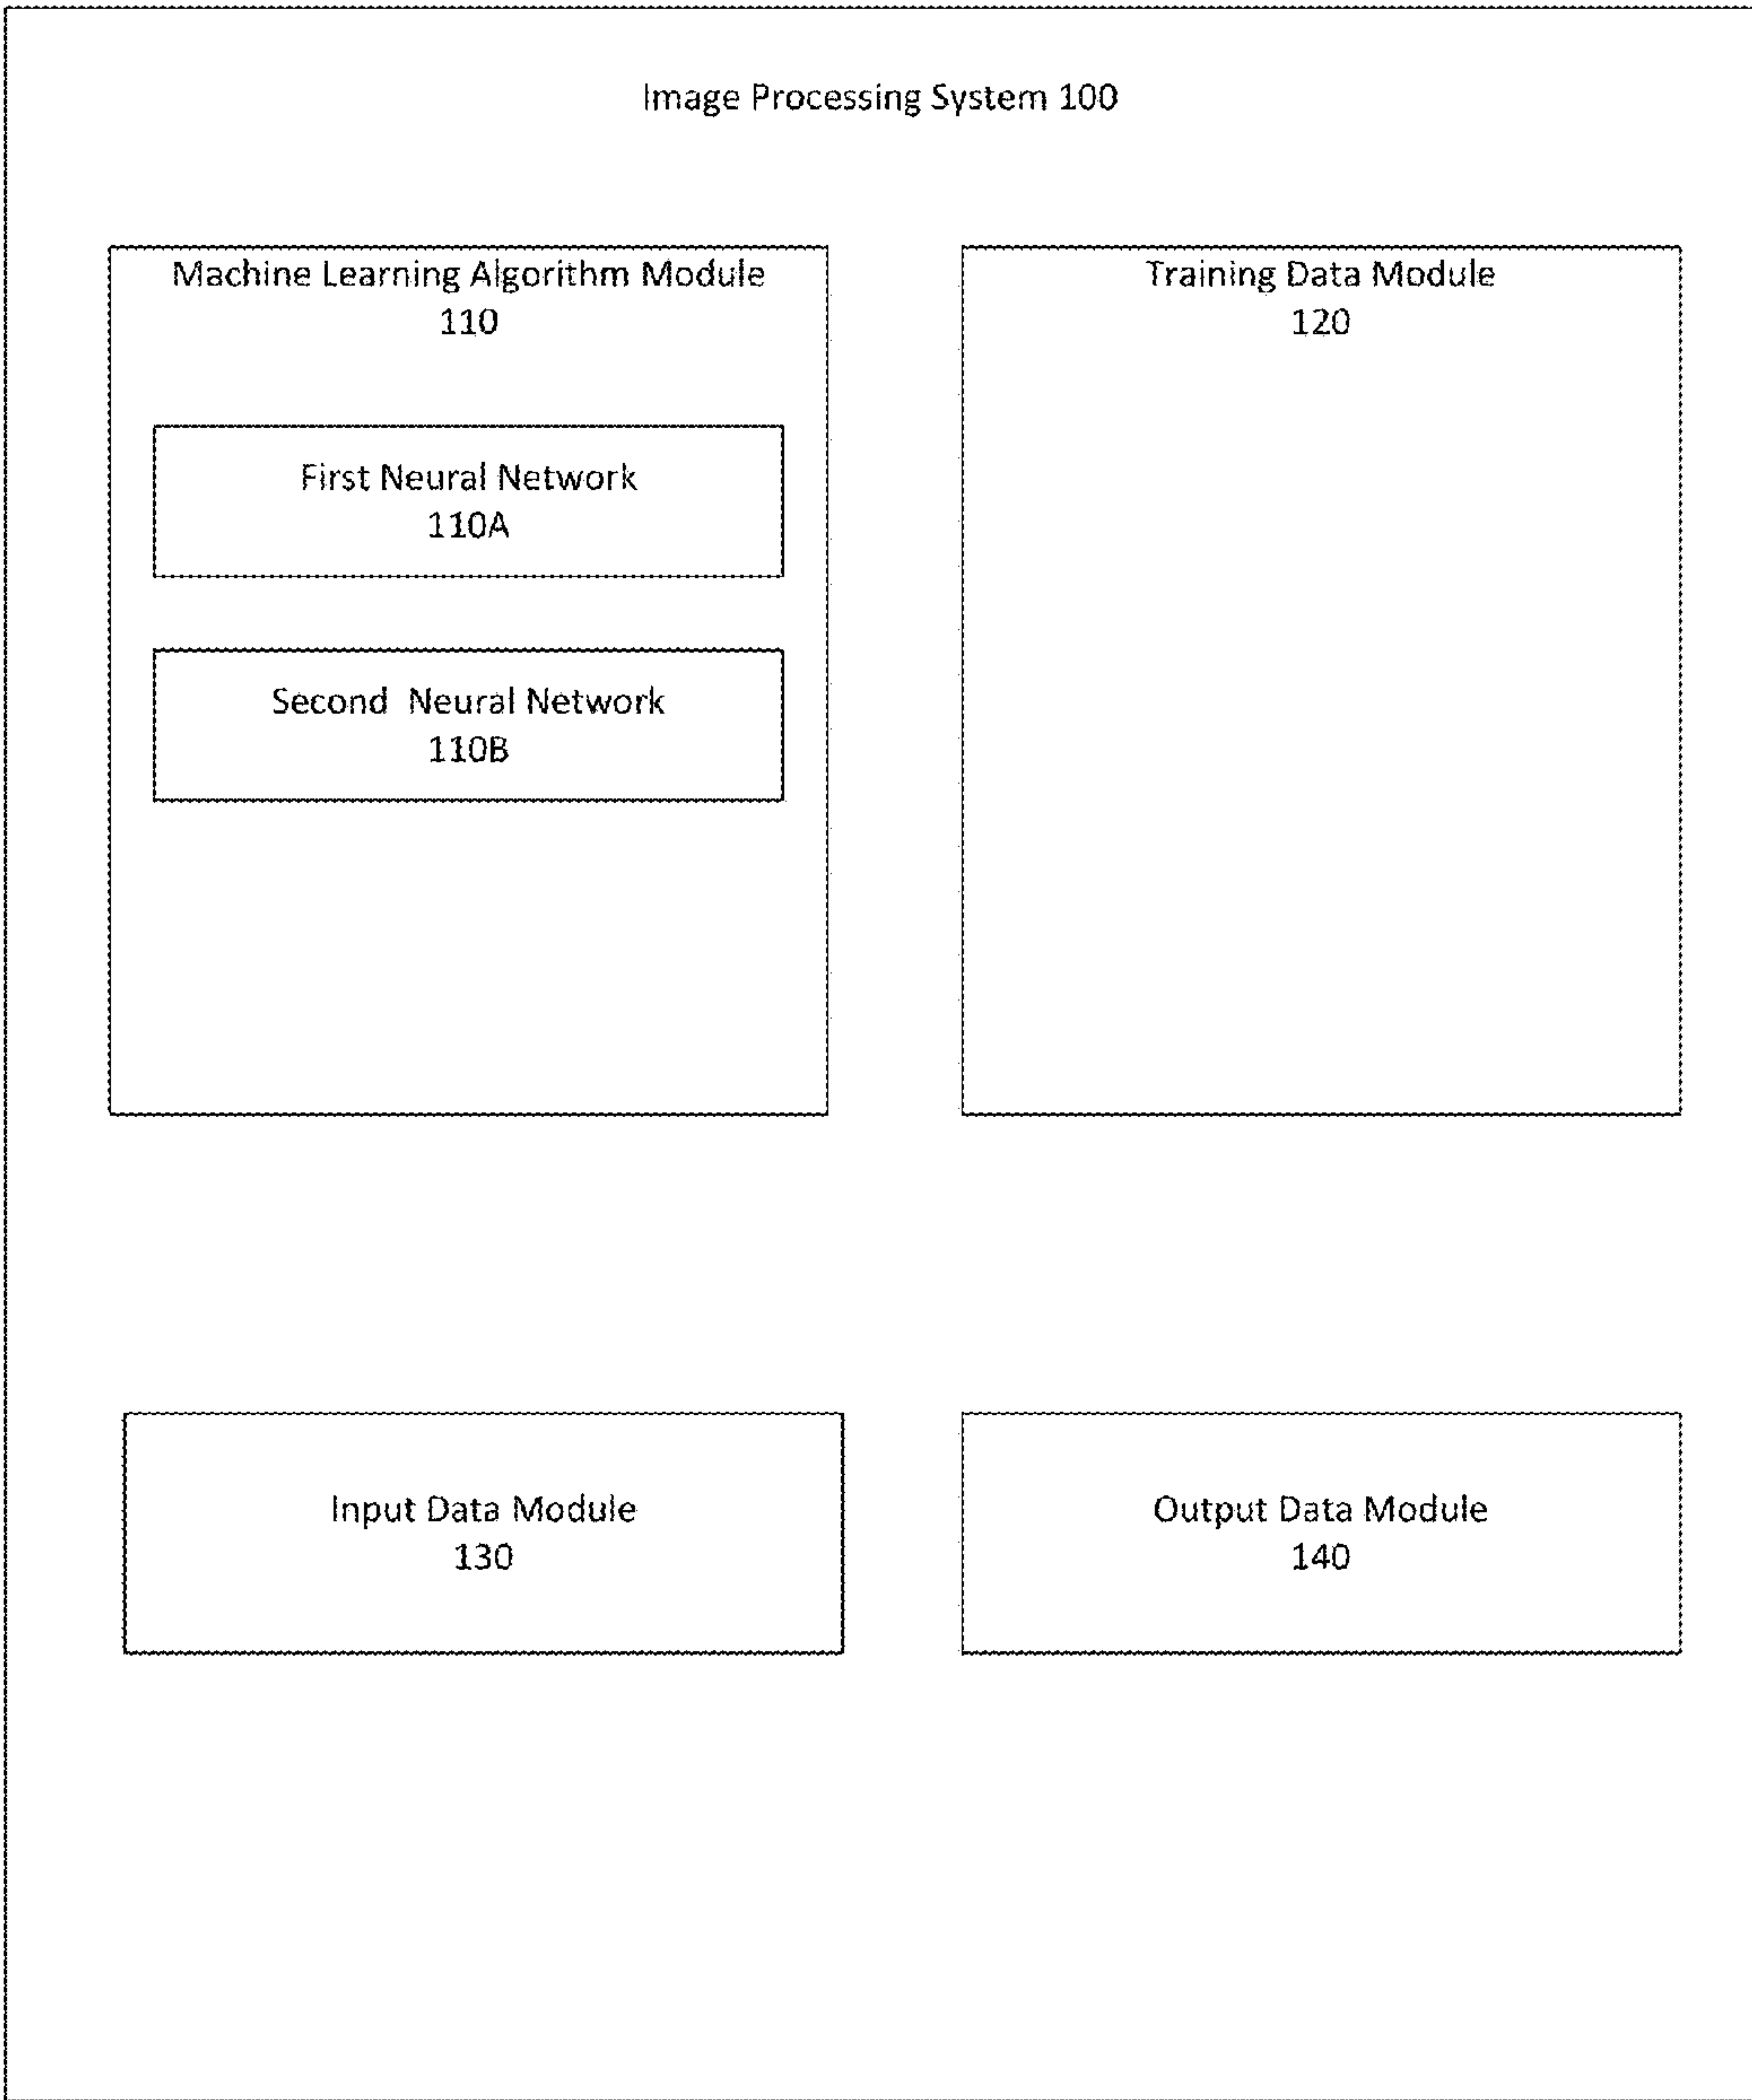 Image Processing System 100
Machine Learning Algorithm Module
110
First Neural Network
110A
Second  Neural Network
110B
Training Data Module
120
Input Data Module
130
Output Data Module
140